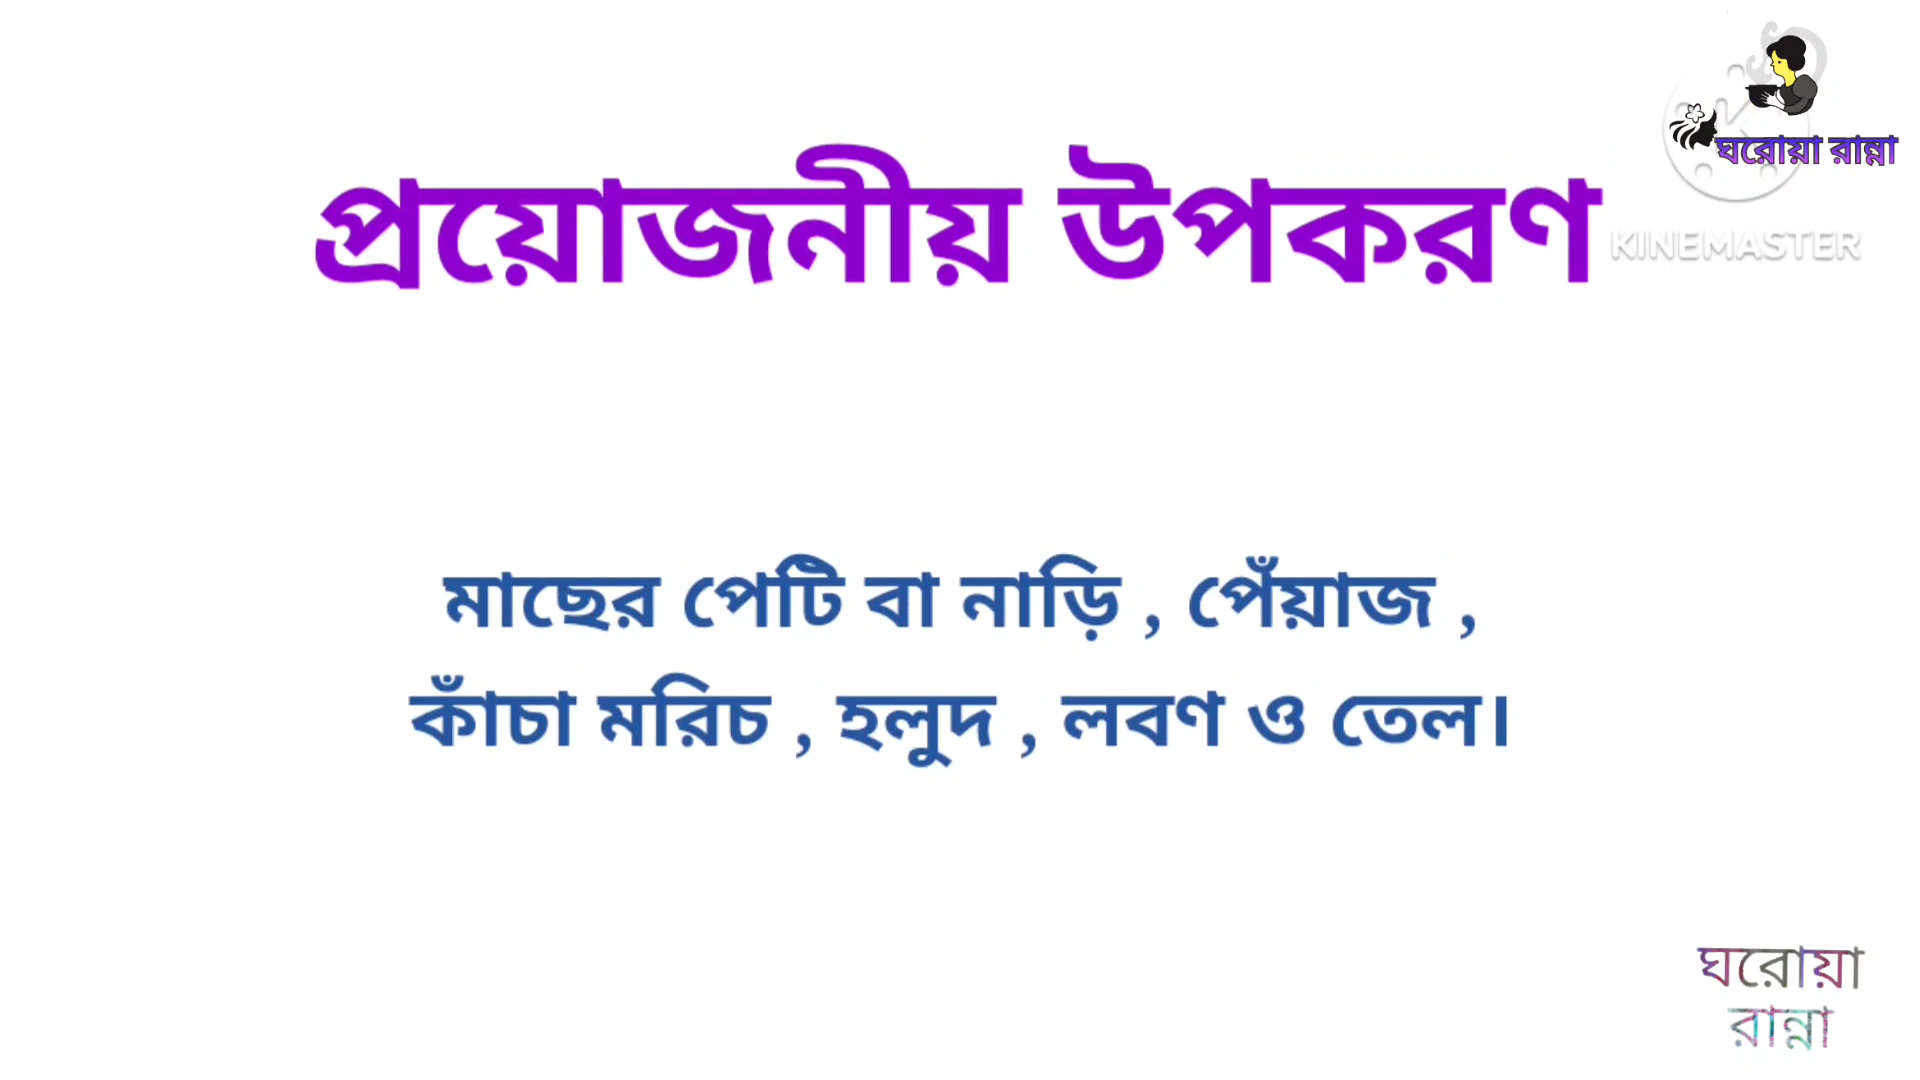 ঘরোয়া রান্না
প্রয়োজনীয় উপকরণ
KINEMASTER
মাছের পেটি বা নাড়ি , পেঁয়াজ ,
কাঁচা মরিচ , হলুদ , লবণ ও তেল।
ঘরোয়া
রান্না